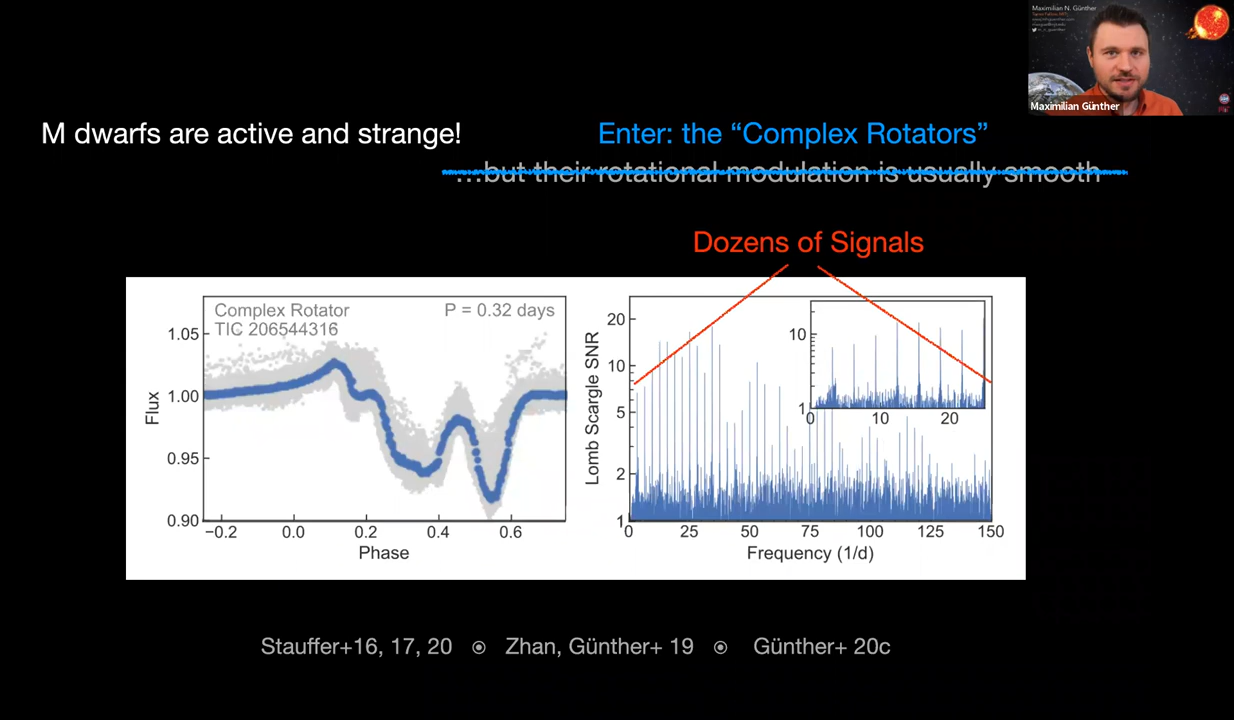 Maximilian N. Günther
Maximilian Günther
M dwarfs are active and strange!
Enter: the “Complex Rotators”
…but their rotational modulation is usually smooth
Dozens of Signals
Complex Rotator
P = 0.32 days
TIC 206544316
1.05
1.00
0.95
0.90
Flux
−0.2 0.0 0.2 0.4 0.6
Phase
20
10
5
2
1
Lomb Scargle SNR
10
1
0 10 20
0 25 50 75 100 125 150
Frequency (1/d)
Stauffer+16, 17, 20 ⦿ Zhan, Günther+ 19 ⦿ Günther+ 20c